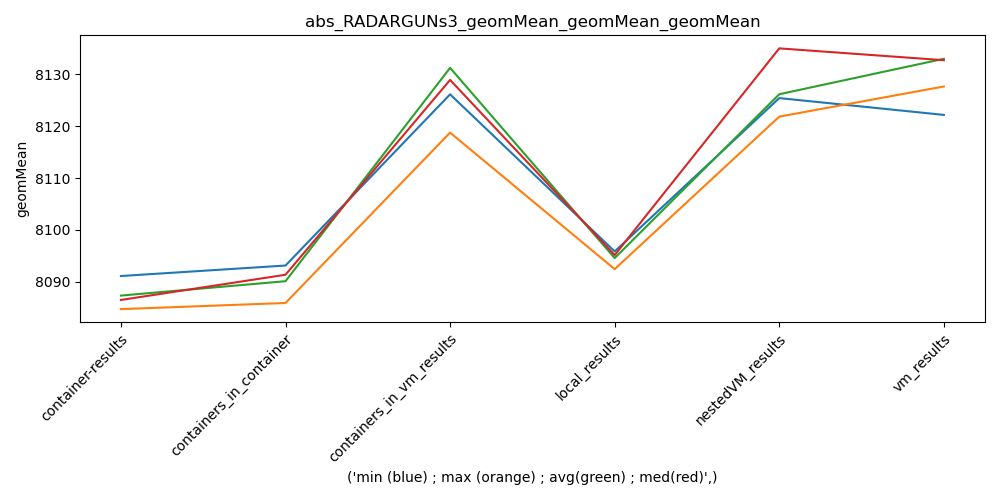 abs_RADARGUNs3_geomMean_geomMean_geomMean
geomMean
8130
8120
8110
8100
8090
container-results
containers_in_container
containers_in_vm_results
local_results
nestedVM_results
vm_results
('min (blue) ; max (orange) ; avg(green) ; med(red)',)